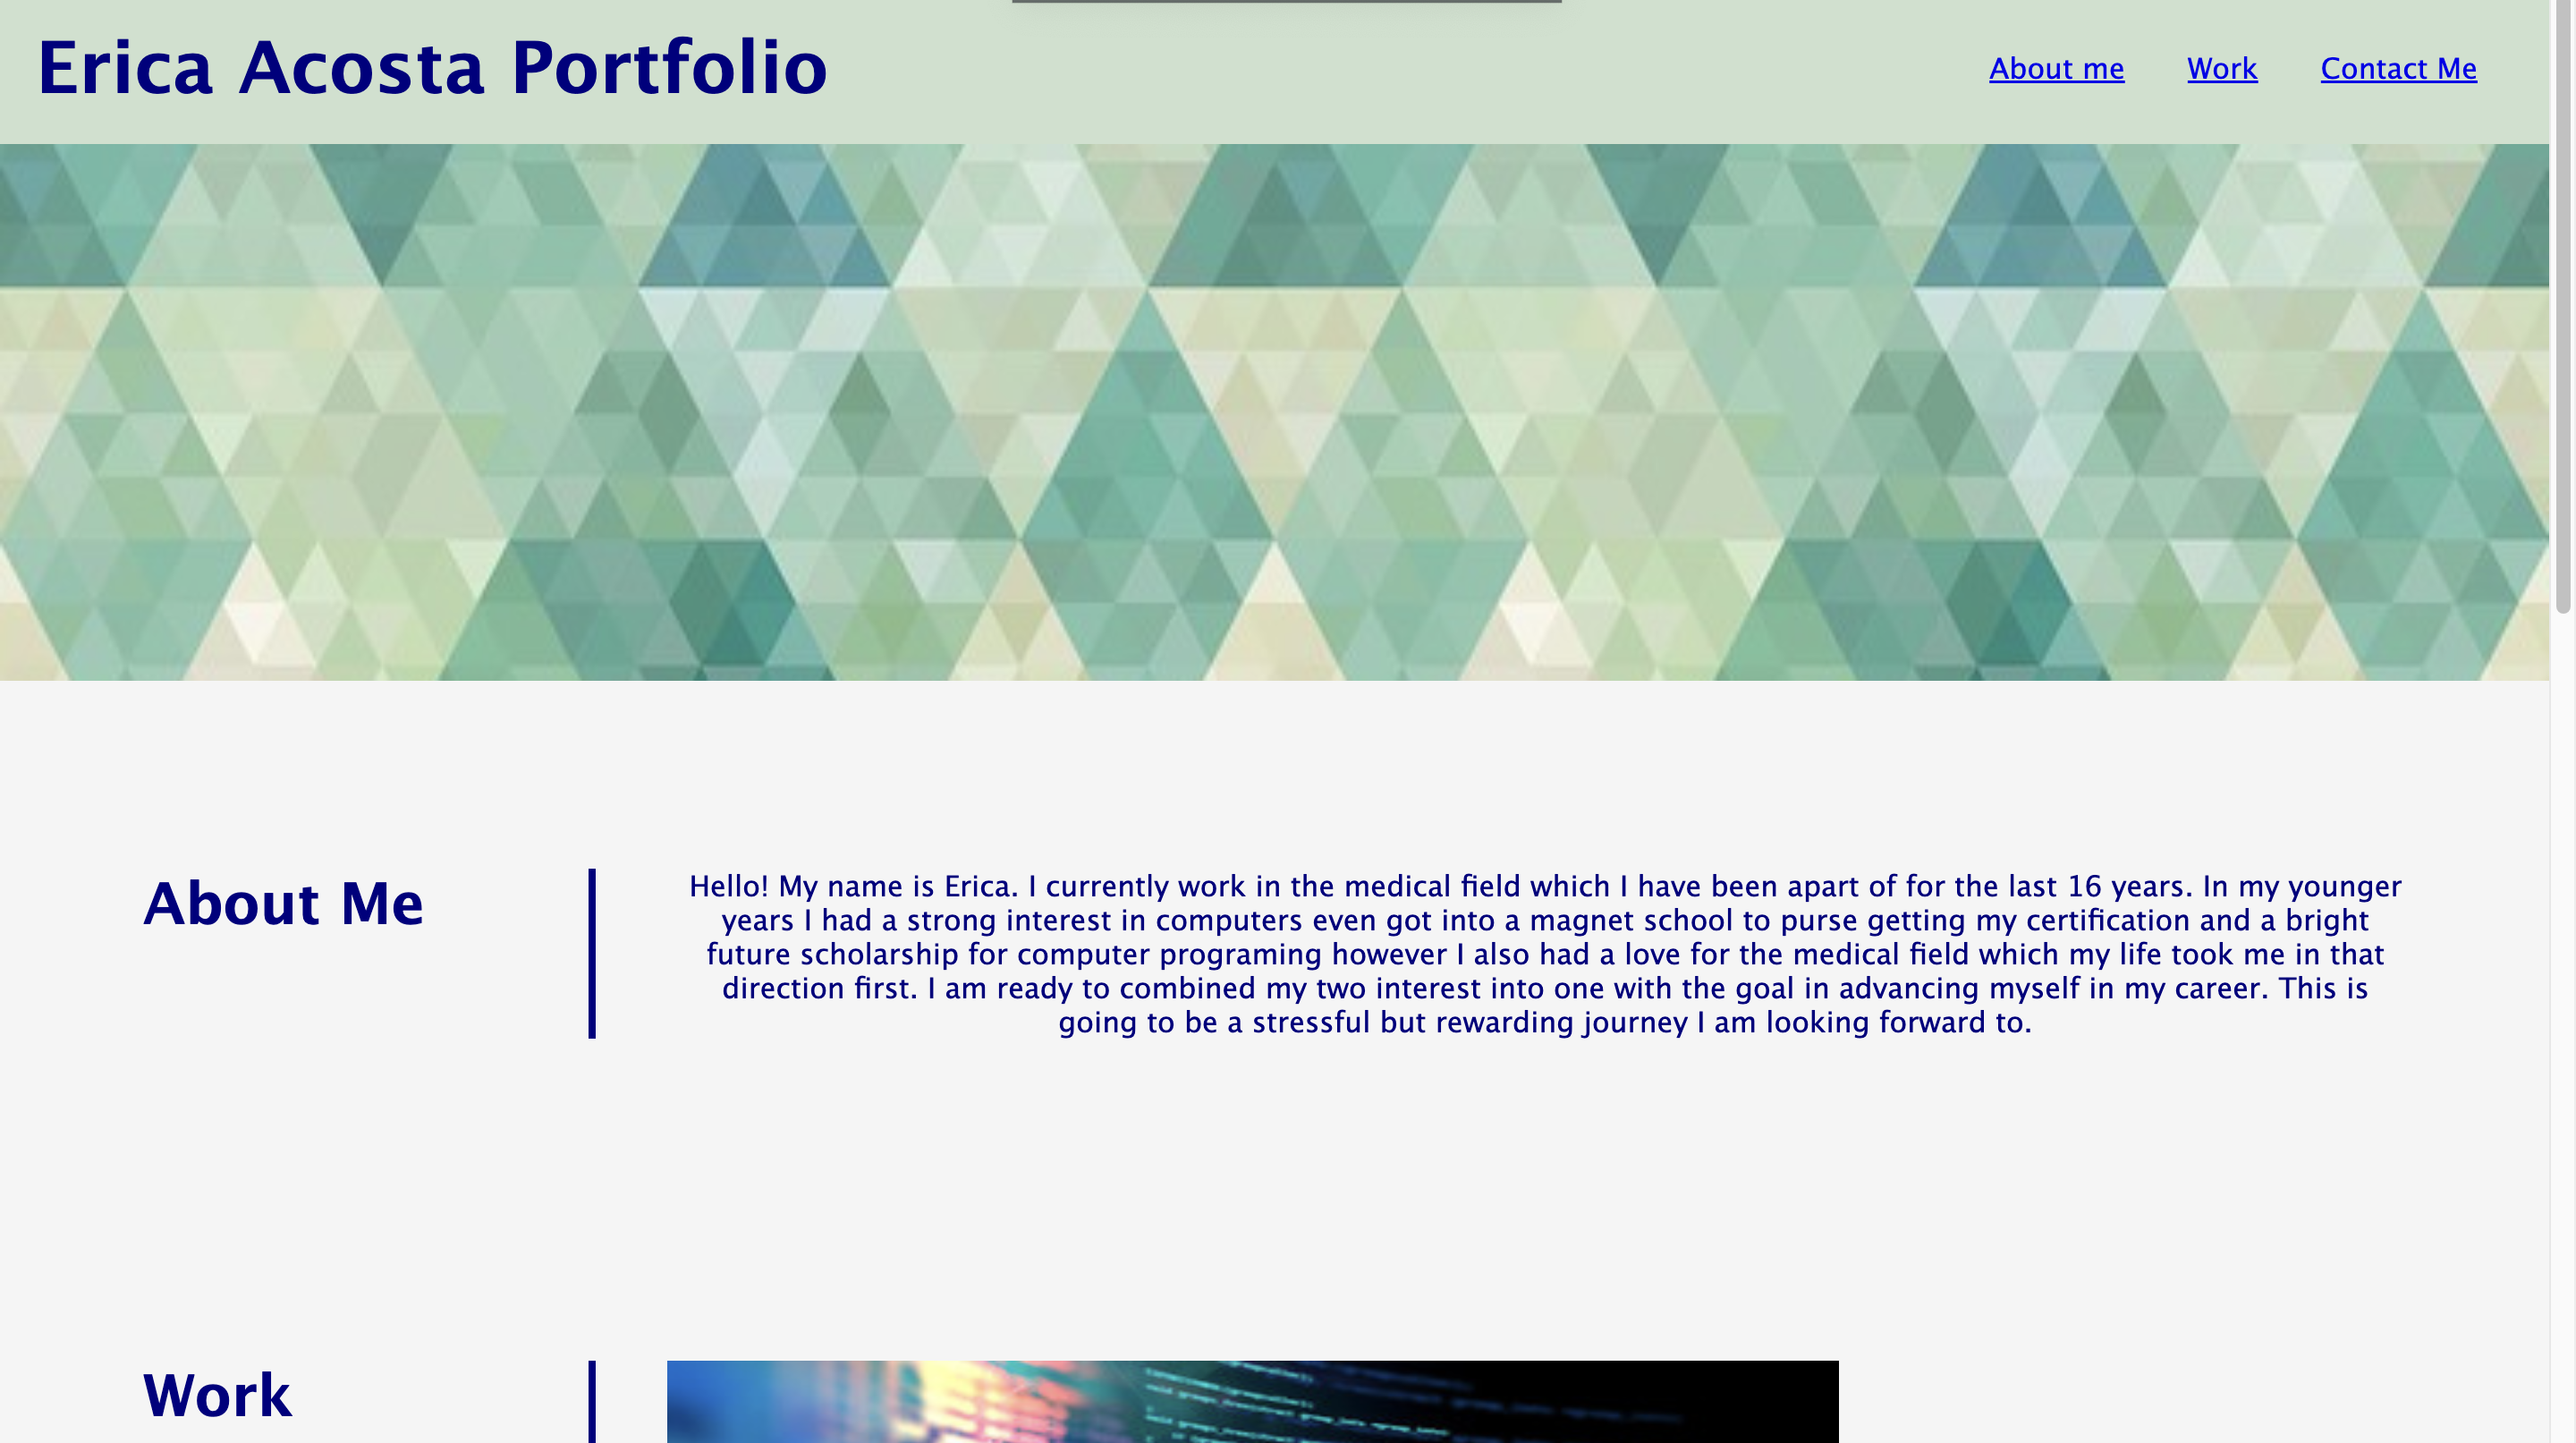 Erica Acosta Portfolio
About me
Work
Contact Me
About Me
Hello! My name is Erica. I currently work in the medical field which I have been apart of for the last 16 years. In my younger
years I had a strong interest in computers even got into a magnet school to purse getting my certification and a bright
future scholarship for computer programing however I also had a love for the medical field which my life took me in that
direction first. I am ready to combined my two interest into one with the goal in advancing myself in my career. This is
going to be a stressful but rewarding journey I am looking forward to.
Work